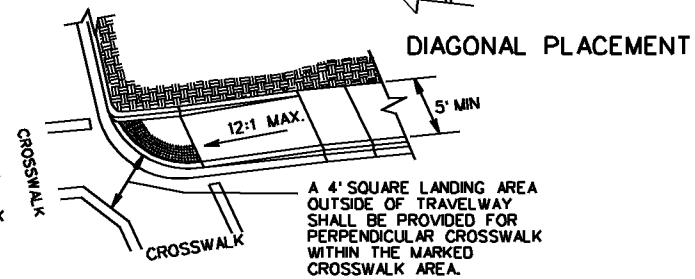 DIAGONAL PLACEMENT
12:1 MAX.
5' MIN
CROSSWALK
A 4' SQUARE LANDING AREA
OUTSIDE OF TRAVELWAY
SHALL BE PROVIDED FOR
PERPENDICULAR CROSSWALK
WITHIN THE MARKED
CROSSWALK AREA.
CROSSWALK